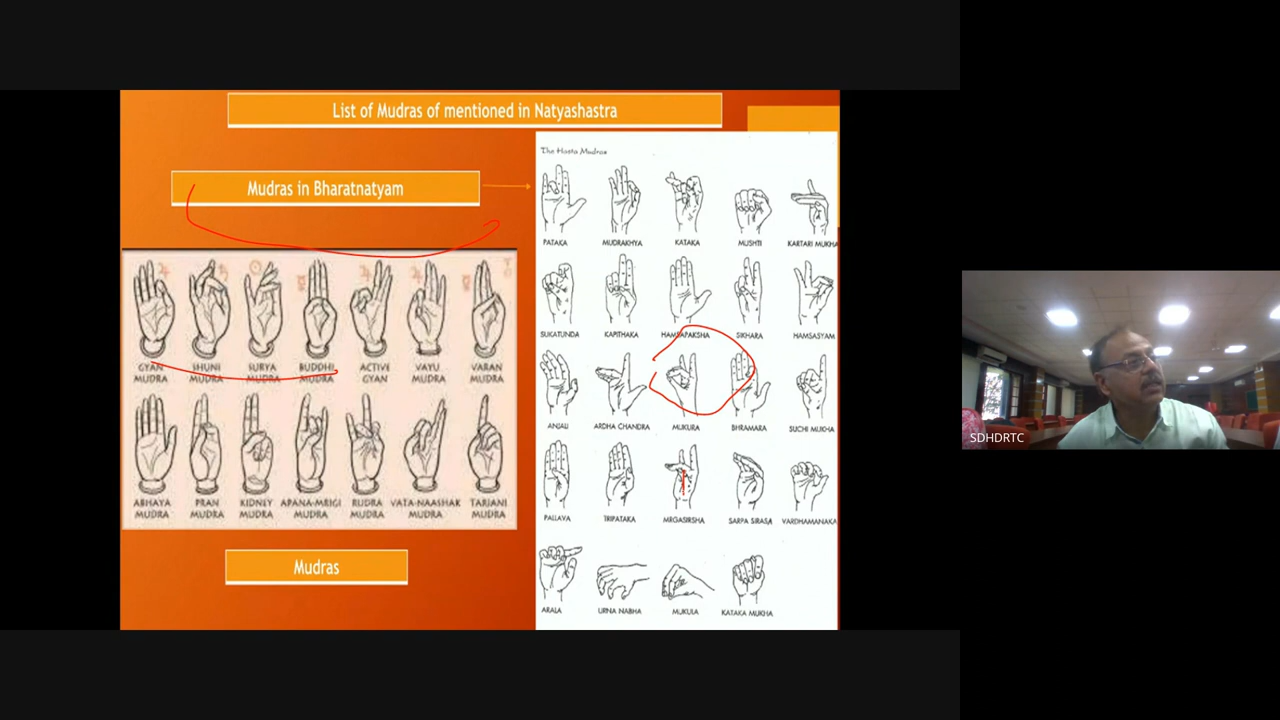 List of Mudras of mentioned in Natyashastra
Mudras in Bharatnatyam
GYAN MUDRA
SHUNI MUDRA
SURYA MUDRA
BUDDHI MUDRA
ACTIVE GYAN
VAYU MUDRA
VARAN MUDRA
ABHAYA MUDRA
PRAN MUDRA
KIDNEY MUDRA
APANA-MRIGI MUDRA
RUDRA MUDRA
VATA-NAASHAK MUDRA
TARJANI MUDRA
Mudras
The Hasta Mudras
PATAKA MUDRAKHYA KATAKA MUSHTI KARTARI MUKHA
SUKATUNDA KAPITHAKA HAMSAPAKSHA SIKHARA HAMSASYAM
ANJALI ARDHA CHANDRA MUKURA BHRAMARA SUCHI MUKHA
PALLAVA TRIPATAKA MRGASIRSHA SARPA SIRASA VARDHAMANAKA
ARALA URNA NABHA MUKULA KATAKA MUKHA
SDHDRTC